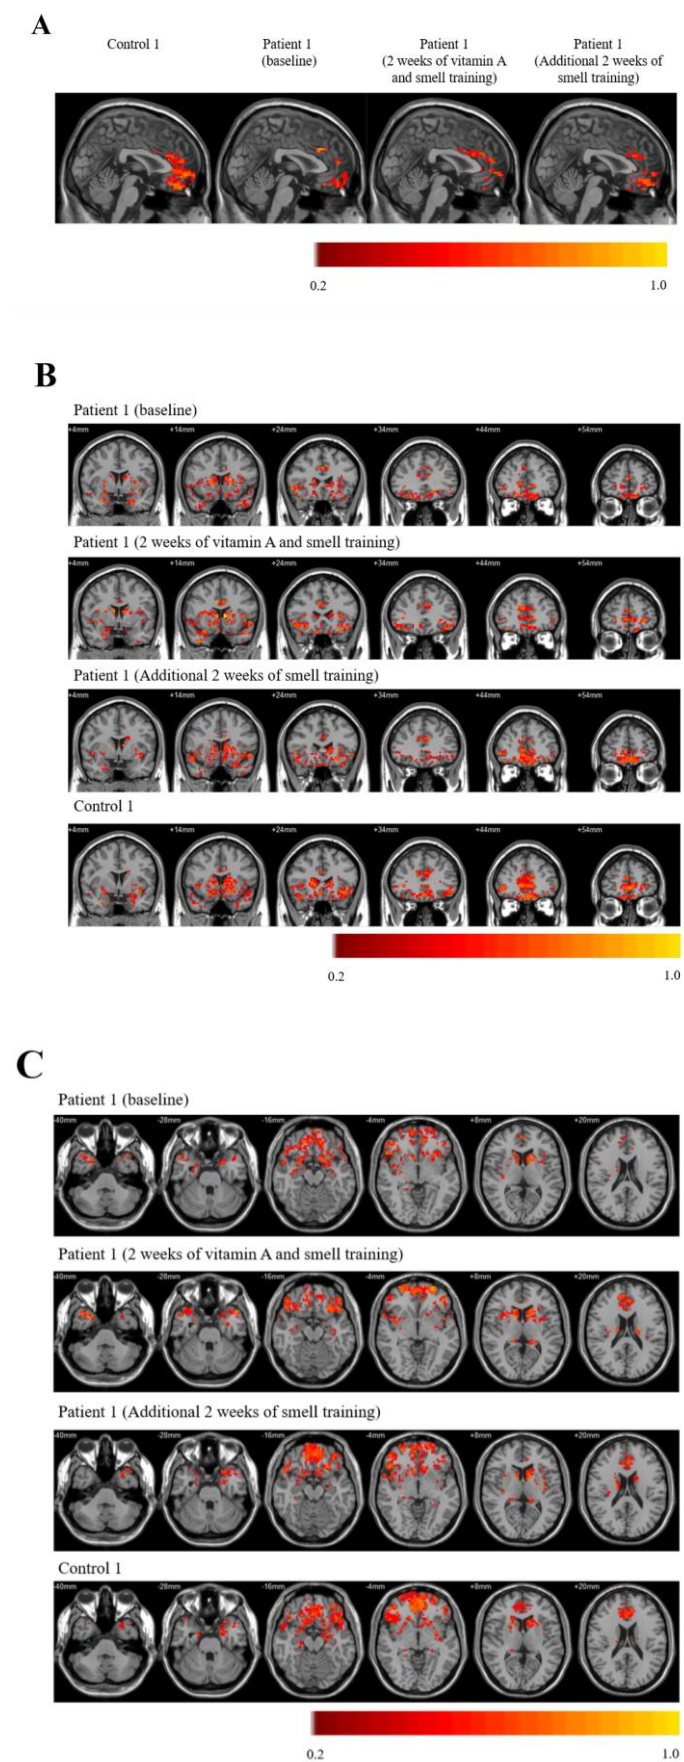 A
Control 1
Patient 1
(baseline)
Patient 1
(2 weeks of vitamin A
and smell training)
Patient 1
(Additional 2 weeks of
smell training)
0.2 1.0
B
Patient 1 (baseline)
+4mm +14mm +24mm +34mm +44mm +54mm
Patient 1 (2 weeks of vitamin A and smell training)
+4mm +14mm +24mm +34mm +44mm +54mm
Patient 1 (Additional 2 weeks of smell training)
+4mm +14mm +24mm +34mm +44mm +54mm
Control 1
+4mm +14mm +24mm +34mm +44mm +54mm
0.2 1.0
C
Patient 1 (baseline)
-40mm -28mm -16mm -4mm +8mm +20mm
Patient 1 (2 weeks of vitamin A and smell training)
-40mm -28mm -16mm -4mm +8mm +20mm
Patient 1 (Additional 2 weeks of smell training)
-40mm -28mm -16mm -4mm +8mm +20mm
Control 1
-40mm -28mm -16mm -4mm +8mm +20mm
0.2 1.0